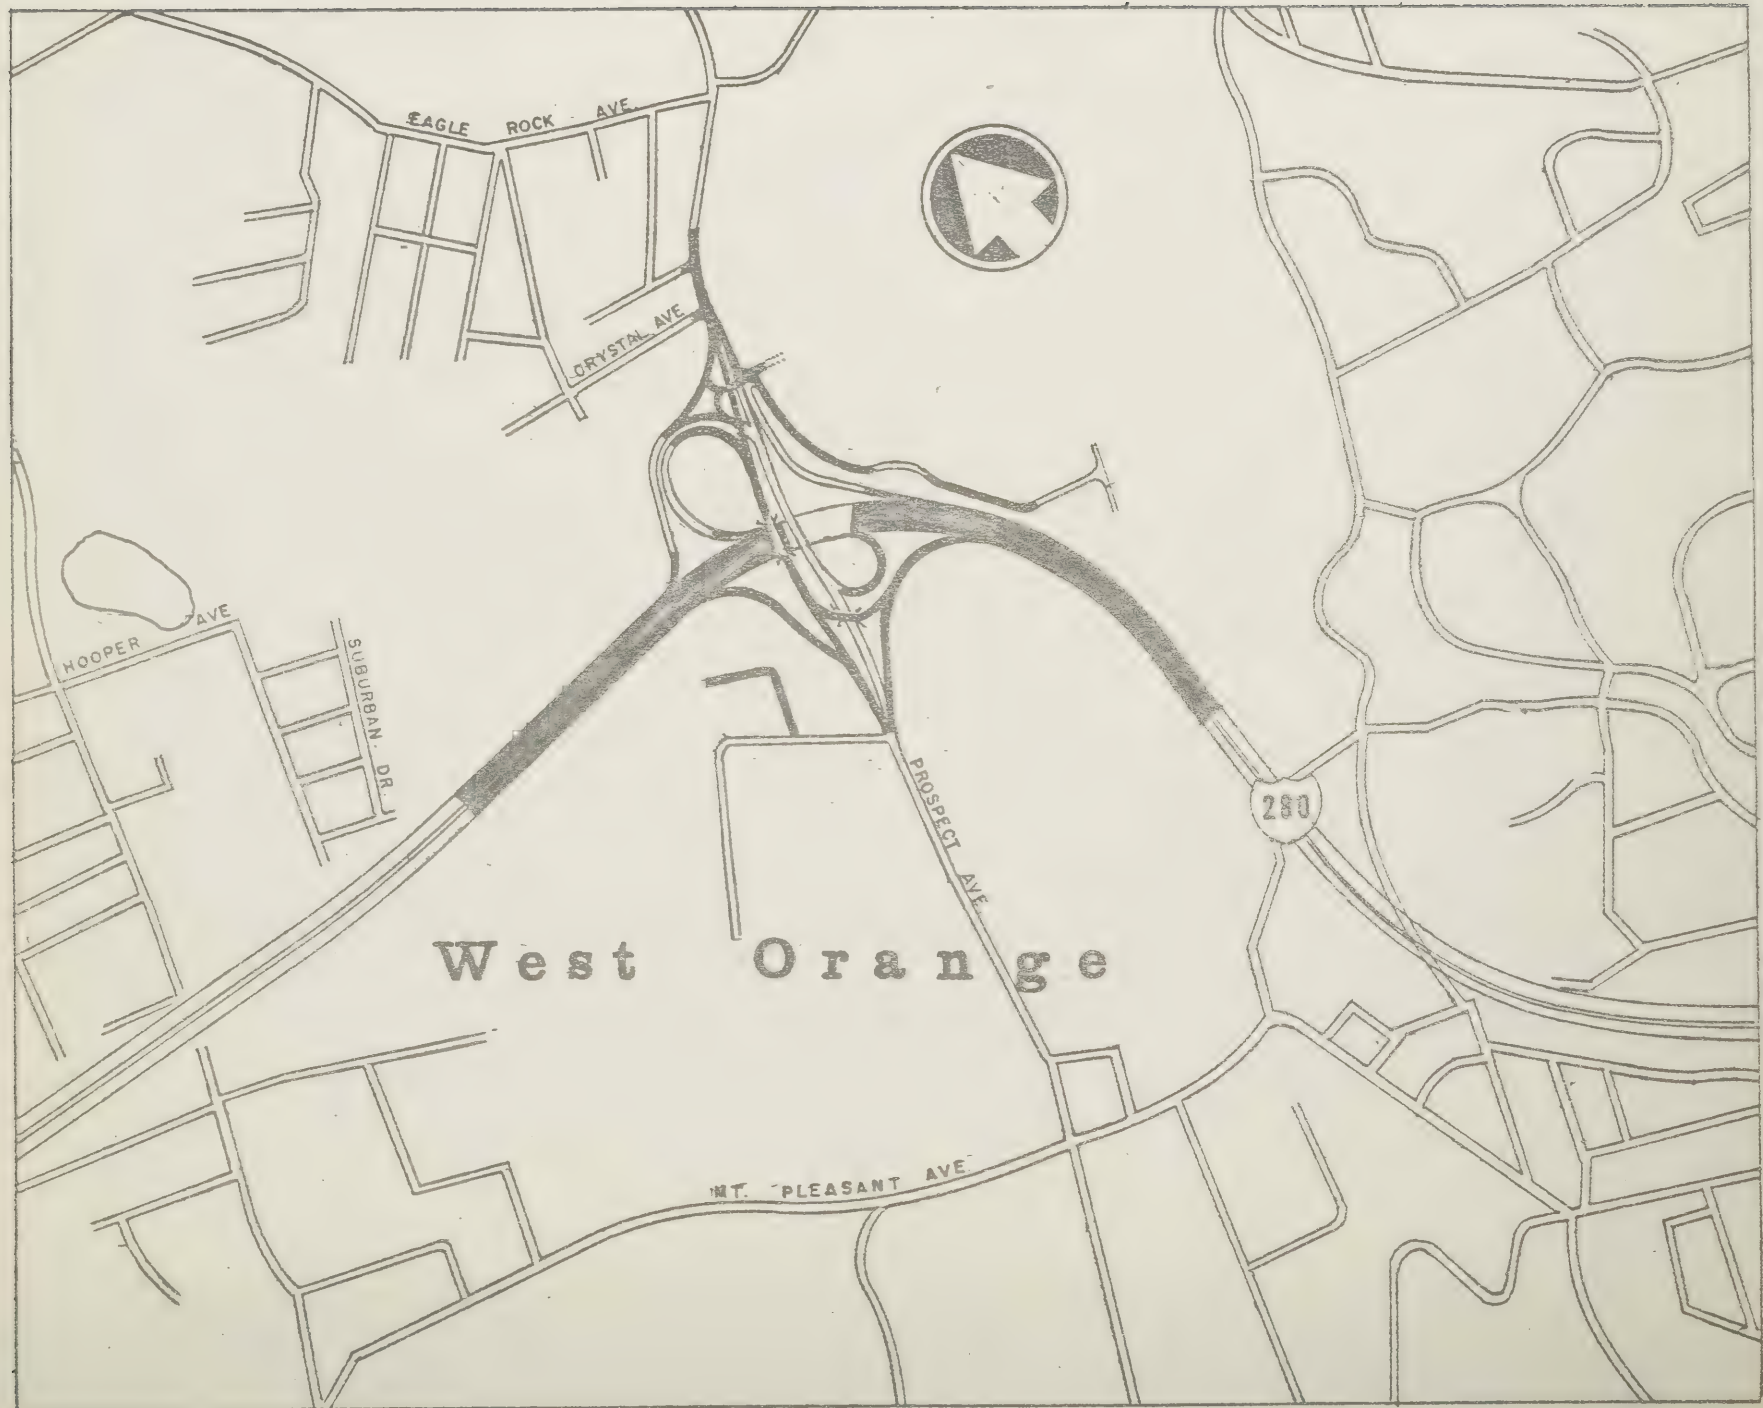 EAGLE ROCK AVE.
CRYSTAL AVE.
HOOPER AVE
SUBURBAN DR.
PROSPECT AVE.
280
West Orange
MT. PLEASANT AVE.